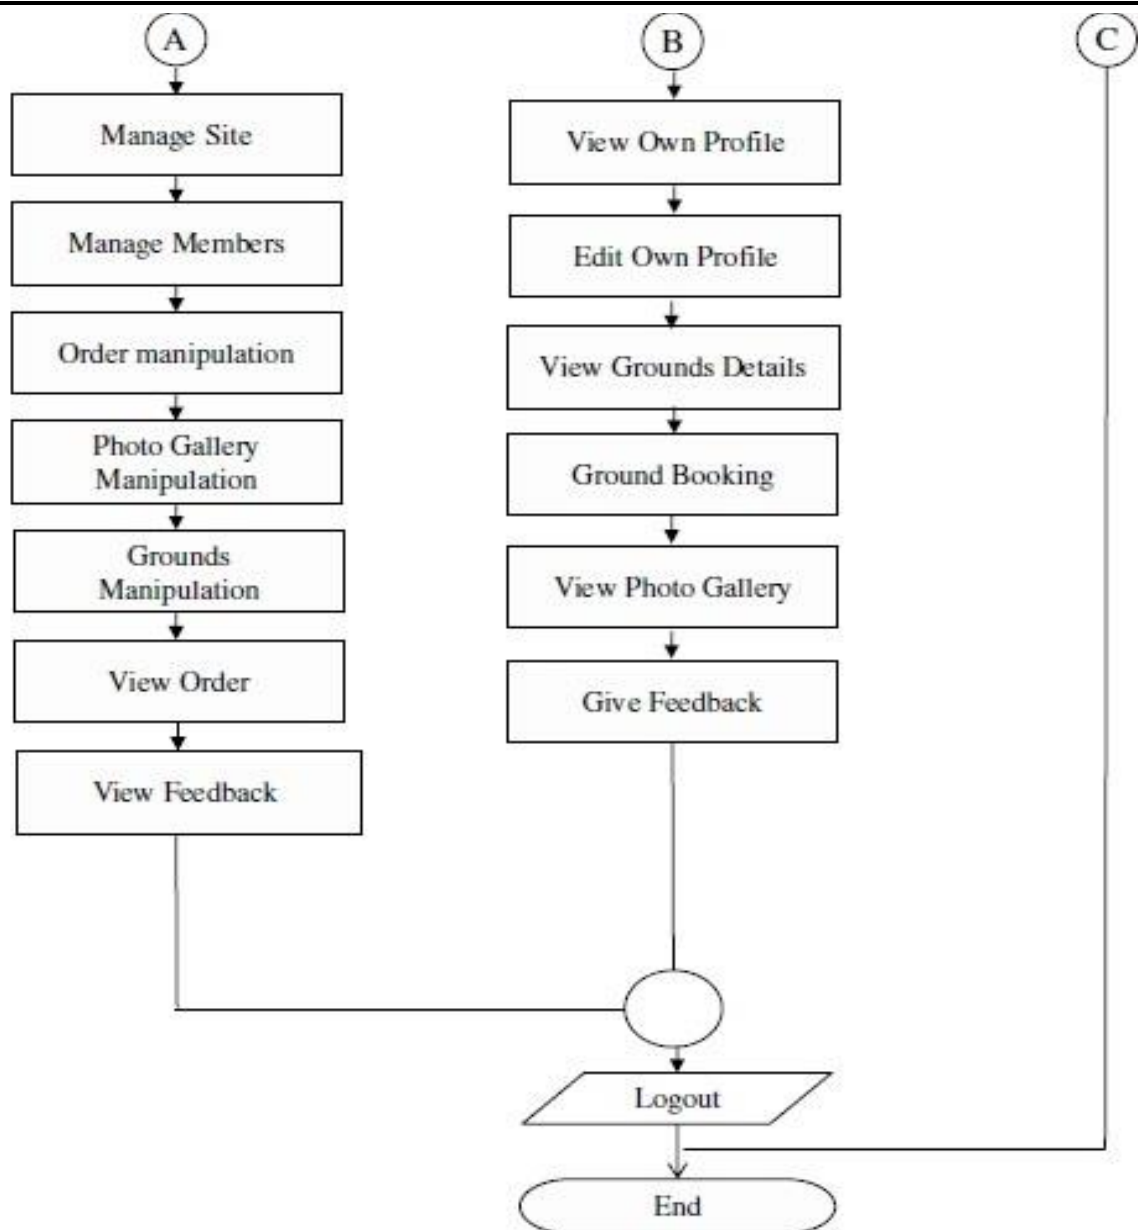 A
Manage Site
Manage Members
Order manipulation
Photo Gallery
Manipulation
Grounds
Manipulation
View Order
View Feedback
B
View Own Profile
Edit Own Profile
View Grounds Details
Ground Booking
View Photo Gallery
Give Feedback
C
Logout
End